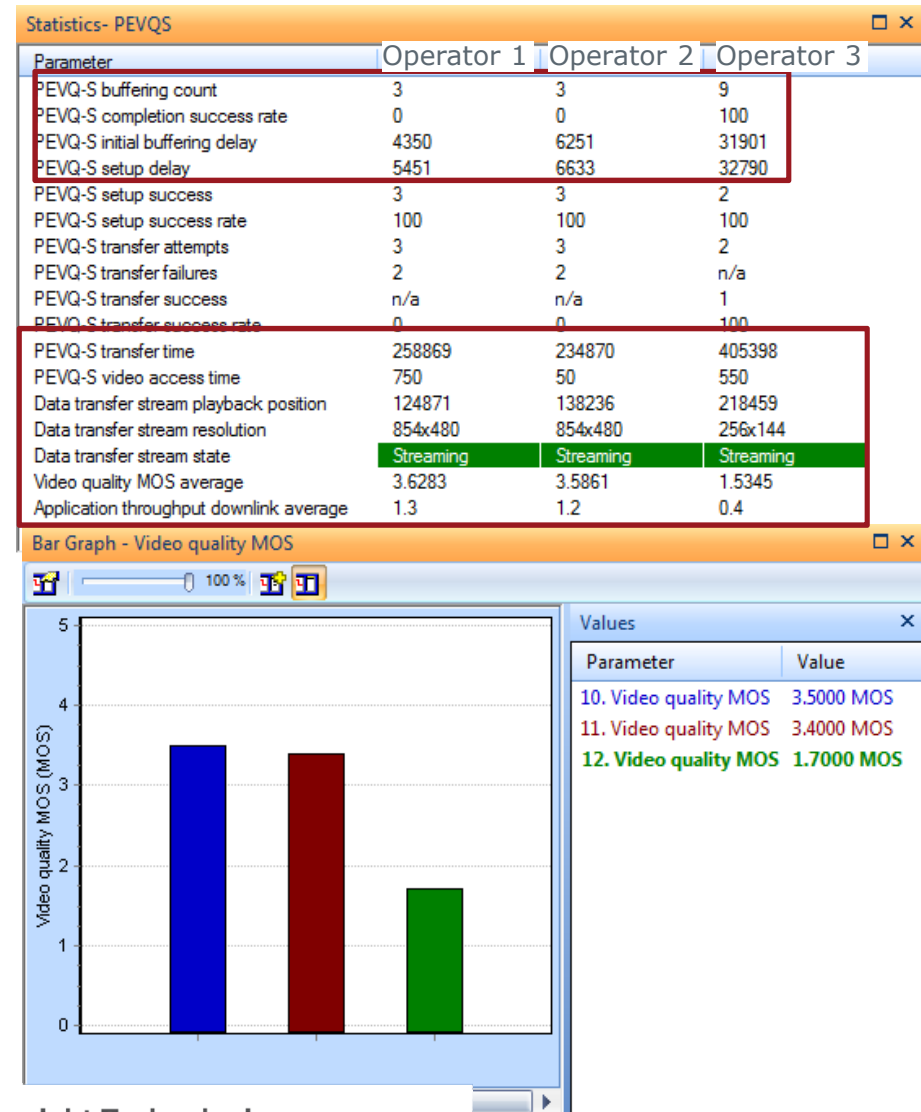 Statistics- PEVQS
Parameter Operator 1 Operator 2 Operator 3
PEVQ-S buffering count 3 3 9
PEVQ-S completion success rate 0 0 100
PEVQ-S initial buffering delay 4350 6251 31901
PEVQ-S setup delay 5451 6633 32790
PEVQ-S setup success 3 3 2
PEVQ-S setup success rate 100 100 100
PEVQ-S transfer attempts 3 3 2
PEVQ-S transfer failures 2 2 n/a
PEVQ-S transfer success n/a n/a 1
PEVQ-S transfer success rate 0 0 100
PEVQ-S transfer time 258869 234870 405398
PEVQ-S video access time 750 50 550
Data transfer stream playback position 124871 138236 218459
Data transfer stream resolution 854x480 854x480 256x144
Data transfer stream state Streaming Streaming Streaming
Video quality MOS average 3.6283 3.5861 1.5345
Application throughput downlink average 1.3 1.2 0.4
Bar Graph - Video quality MOS
100 %
Values
Parameter Value
10. Video quality MOS 3.5000 MOS
11. Video quality MOS 3.4000 MOS
12. Video quality MOS 1.7000 MOS
Video quality MOS (MOS)
5
4
3
2
1
0